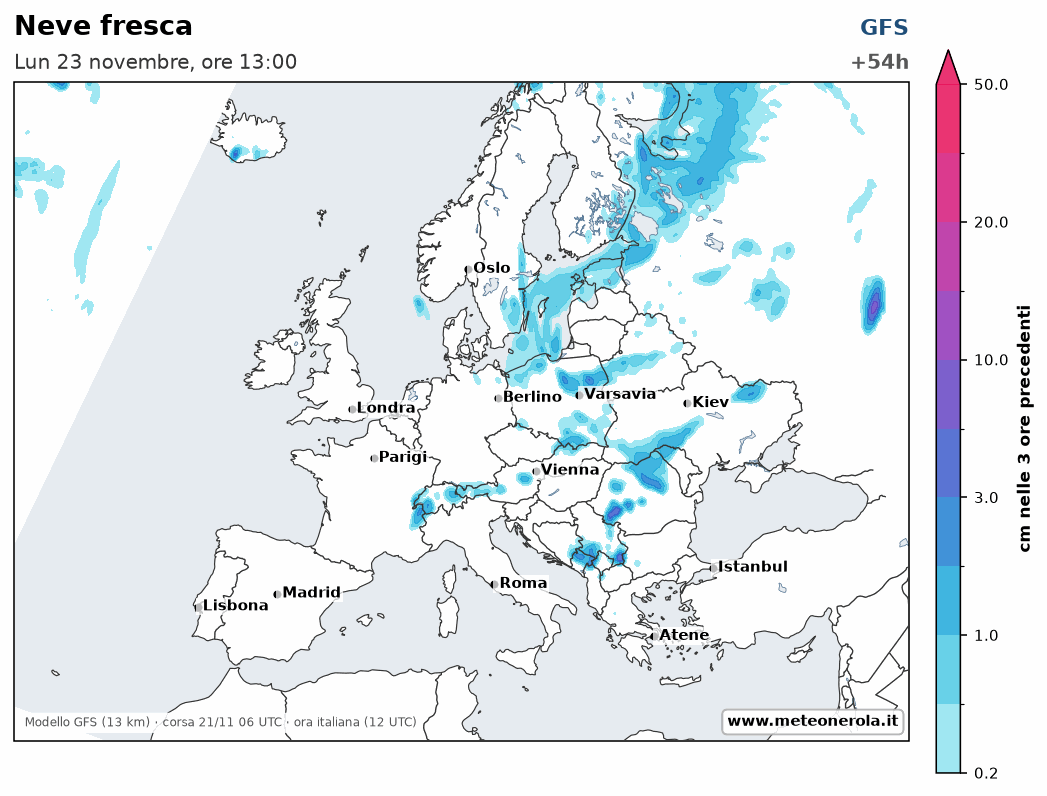 Neve fresca
GFS
Lun 23 novembre, ore 13:00
+54h
50.0
20.0
10.0
3.0
1.0
0.2
cm nelle 3 ore precedenti
Oslo
Berlino
Varsavia
Kiev
Londra
Parigi
Vienna
Istanbul
Roma
Madrid
Lisbona
Atene
Modello GFS (13 km) · corsa 21/11 06 UTC · ora italiana (12 UTC)
www.meteonerola.it